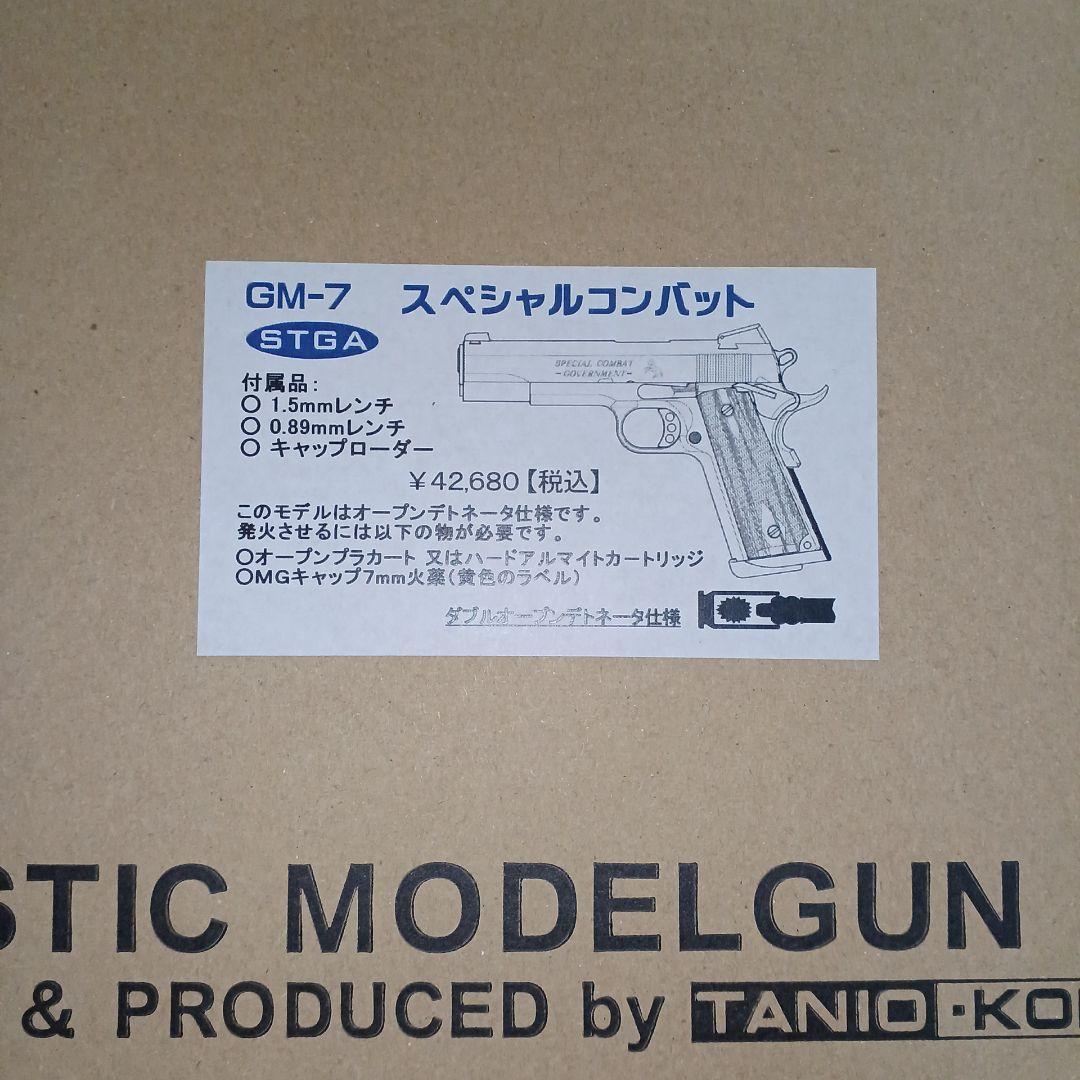 GM-7 スペシャルコンバット
STGA
SPECIAL COMBAT
-GOVERNMENT-
付属品:
○ 1.5mmレンチ
○ 0.89mmレンチ
○ キャップローダー
¥42,680【税込】
このモデルはオープンデトネータ仕様です。
発火させるには以下の物が必要です。
○オープンプラカート 又はハードアルマイトカートリッジ
○MGキャップ7mm火薬(黄色のラベル)
ダブルオープンデトネータ仕様
STIC MODELGUN
& PRODUCED by TANIO・KO